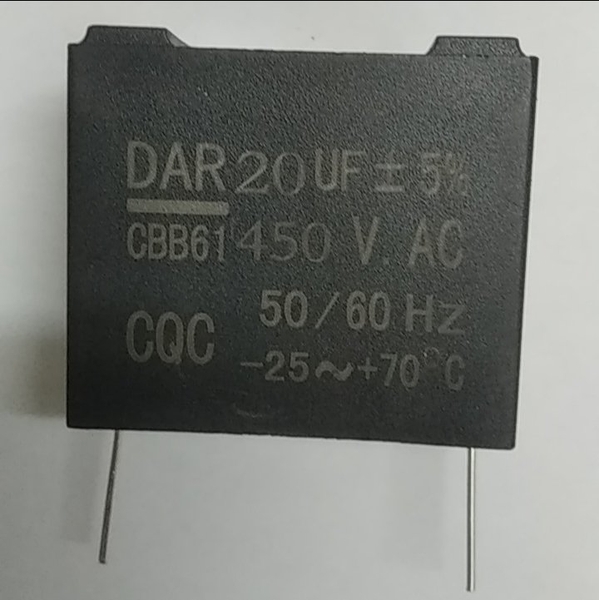 DAR 20 UF ± 5%
CBB61 450 V. AC
50/60 Hz
CQC
-25～+70°C